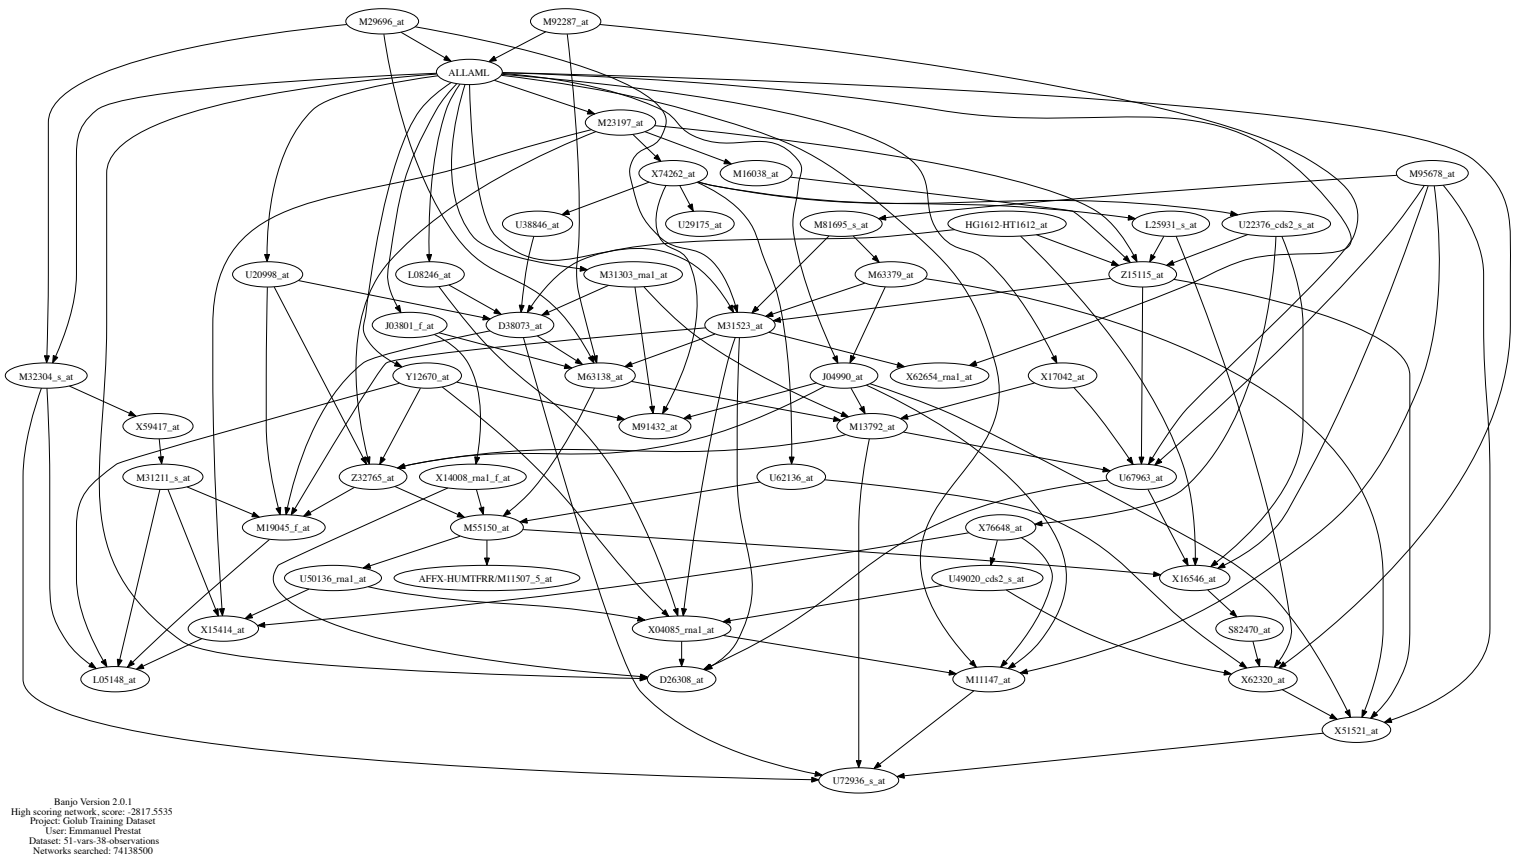 M29696_at
M92287_at
ALLAML
M23197_at
X74262_at
M16038_at
M95678_at
U38846_at
U29175_at
M81695_s_at
HG1612-HT1612_at
L25931_s_at
U22376_cds2_s_at
U20998_at
L08246_at
M31303_rna1_at
M63379_at
Z15115_at
J03801_f_at
D38073_at
M31523_at
M32304_s_at
Y12670_at
M63138_at
J04990_at
X62654_rna1_at
X17042_at
X59417_at
M91432_at
M13792_at
M31211_s_at
Z32765_at
X14008_rna1_f_at
U62136_at
U67963_at
M19045_f_at
M55150_at
X76648_at
U50136_rna1_at
AFFX-HUMTFRR/M11507_5_at
U49020_cds2_s_at
X16546_at
X15414_at
X04085_rna1_at
S82470_at
L05148_at
D26308_at
M11147_at
X62320_at
X51521_at
U72936_s_at
Banjo Version 2.0.1
High scoring network, score: -2817.5535
Project: Golub Training Dataset
User: Emmanuel Prestat
Dataset: 51-vars-38-observations
Networks searched: 74138500